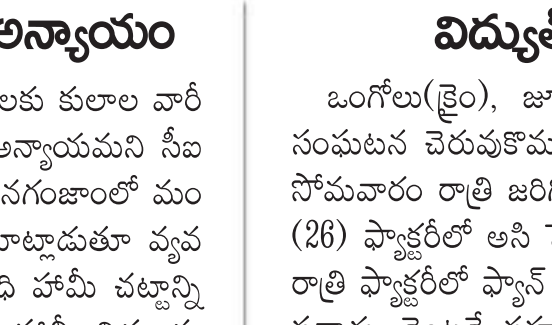 అన్యాయం
లకు కులాల వారీ
అన్యాయమని సీఐ
నగంజాంలో మం
మాట్లాడుతూ వ్యవ
ధి హామీ చట్టాన్ని
విద్యుత్
ఒంగోలు(క్రైం), జూ
సంఘటన చెరువుకొమ
సోమవారం రాత్రి జరిగి
(26) ఫ్యాక్టరీలో అసి
రాత్రి ఫ్యాక్టరీలో ఫ్యాన్